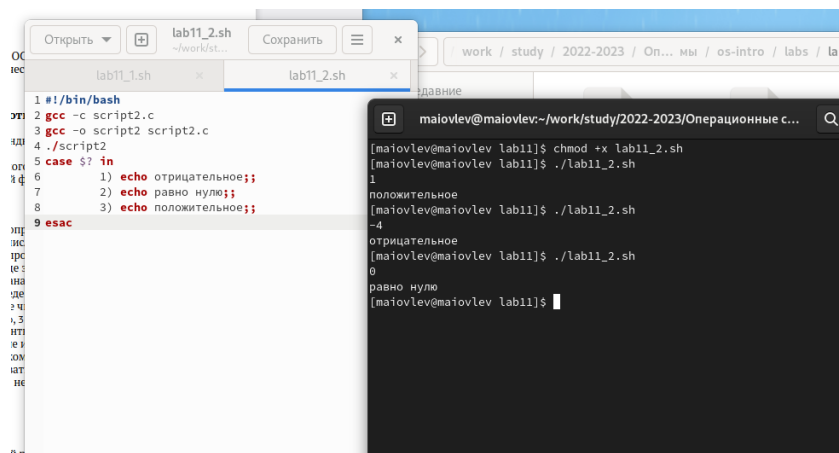 Открыть
lab11_2.sh
~/work/st...
Сохранить
lab11_1.sh
lab11_2.sh
1 #!/bin/bash
2 gcc -c script2.c
3 gcc -o script2 script2.c
4 ./script2
5 case $? in
6 1) echo отрицательное;;
7 2) echo равно нулю;;
8 3) echo положительное;;
9 esac
/ work / study / 2022-2023 / Оп... мы / os-intro / labs / la
едавние
maiovlev@maiovlev:~/work/study/2022-2023/Операционные с...
[maiovlev@maiovlev lab11]$ chmod +x lab11_2.sh
[maiovlev@maiovlev lab11]$ ./lab11_2.sh
1
положительное
[maiovlev@maiovlev lab11]$ ./lab11_2.sh
-4
отрицательное
[maiovlev@maiovlev lab11]$ ./lab11_2.sh
0
равно нулю
[maiovlev@maiovlev lab11]$